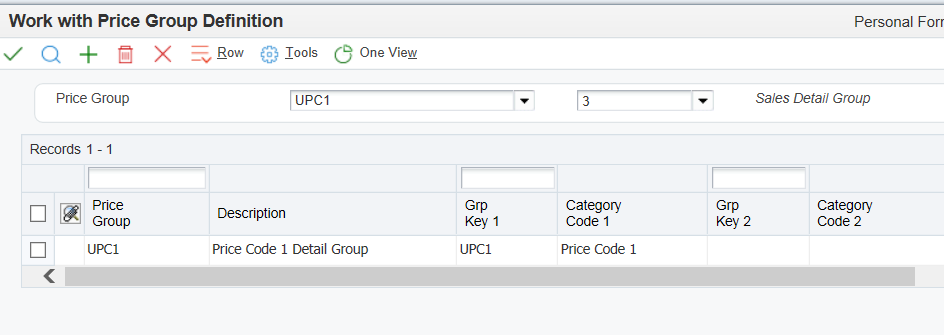 Work with Price Group Definition
Personal For
Row Tools One View
Price Group UPC1 3 Sales Detail Group
Records 1 - 1
Price Group Description Grp Key 1 Category Code 1 Grp Key 2 Category Code 2
UPC1 Price Code 1 Detail Group UPC1 Price Code 1